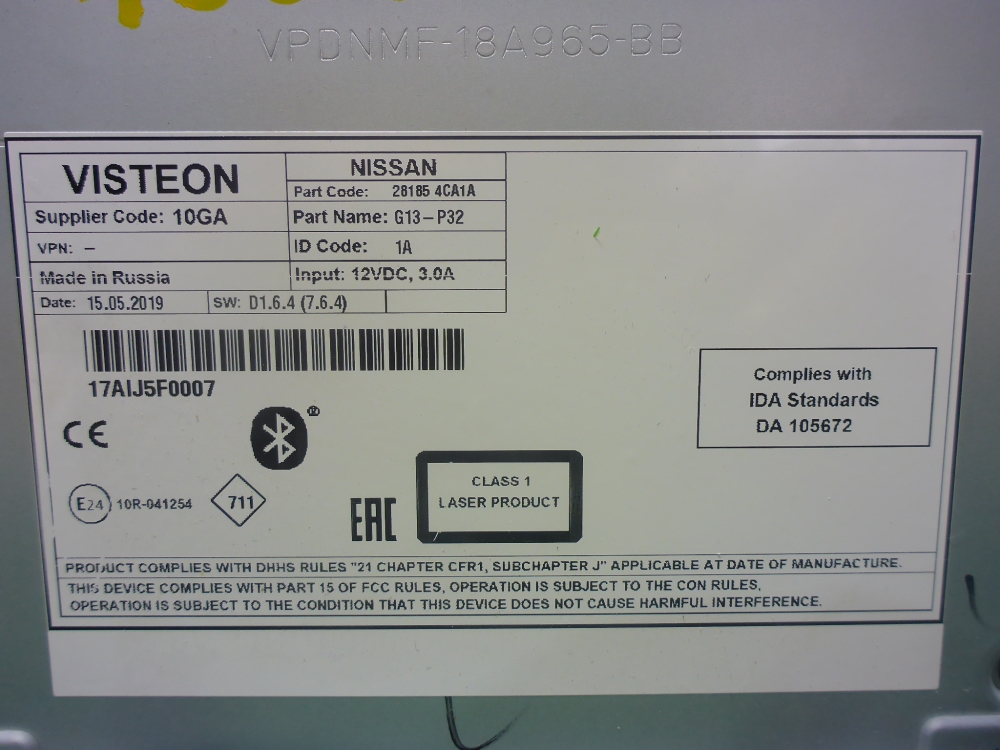 VPDNMF-18A965-BB
VISTEON
NISSAN
Part Code: 28185 4CA1A
Supplier Code: 10GA
Part Name: G13-P32
VPN: –
ID Code: 1A
Made in Russia
Input: 12VDC, 3.0A
Date: 15.05.2019
SW: D1.6.4 (7.6.4)
17AIJ5F0007
Complies with
IDA Standards
DA 105672
CE
®
E24 10R-041254
711
EAC
CLASS 1
LASER PRODUCT
PRODUCT COMPLIES WITH DHHS RULES "21 CHAPTER CFR1, SUBCHAPTER J" APPLICABLE AT DATE OF MANUFACTURE.
THIS DEVICE COMPLIES WITH PART 15 OF FCC RULES, OPERATION IS SUBJECT TO THE CON RULES,
OPERATION IS SUBJECT TO THE CONDITION THAT THIS DEVICE DOES NOT CAUSE HARMFUL INTERFERENCE.